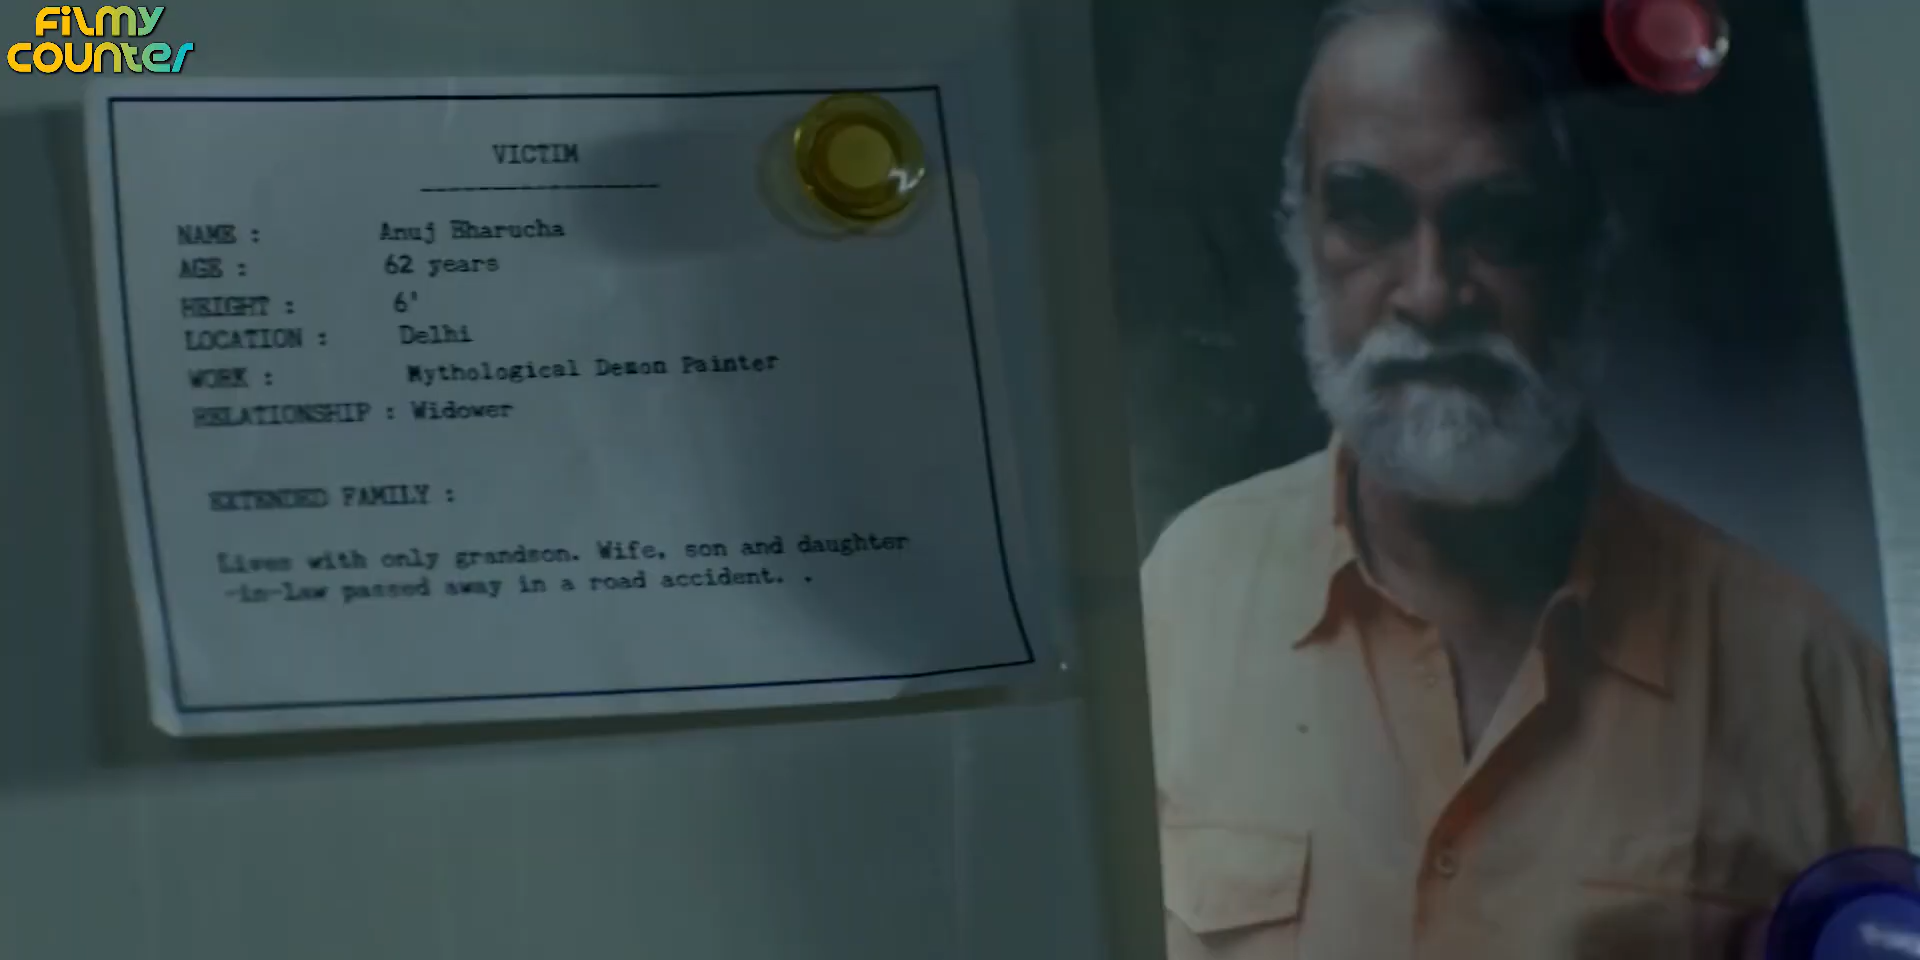 FiLMY
COUNTER
VICTIM
NAME : Anuj Bharucha
AGE : 62 years
HEIGHT : 6'
LOCATION : Delhi
WORK : Mythological Demon Painter
RELATIONSHIP : Widower
EXTENDED FAMILY :
Lives with only grandson. Wife, son and daughter
-in-law passed away in a road accident. .